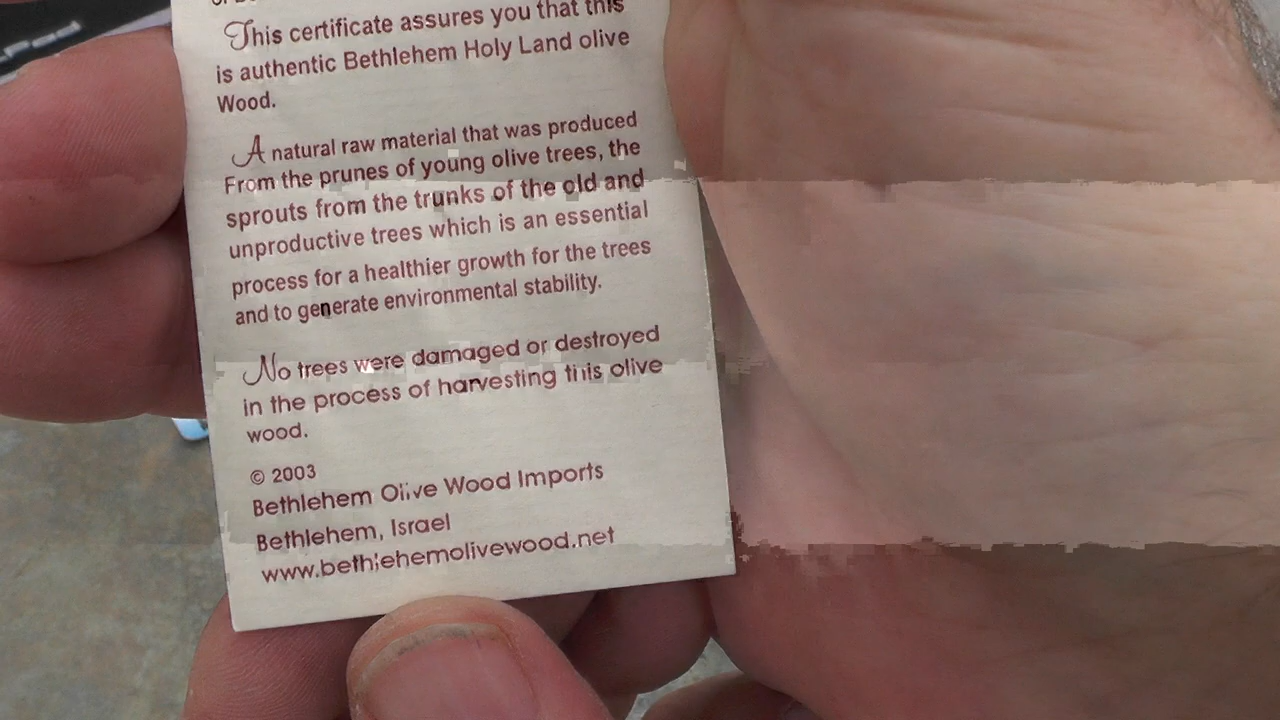 This certificate assures you that this
is authentic Bethlehem Holy Land olive
Wood.
A natural raw material that was produced
From the prunes of young olive trees, the
sprouts from the trunks of the old and
unproductive trees which is an essential
process for a healthier growth for the trees
and to generate environmental stability.
No trees were damaged or destroyed
in the process of harvesting this olive
wood.
© 2003
Bethlehem Olive Wood Imports
Bethlehem, Israel
www.bethlehemolivewood.net